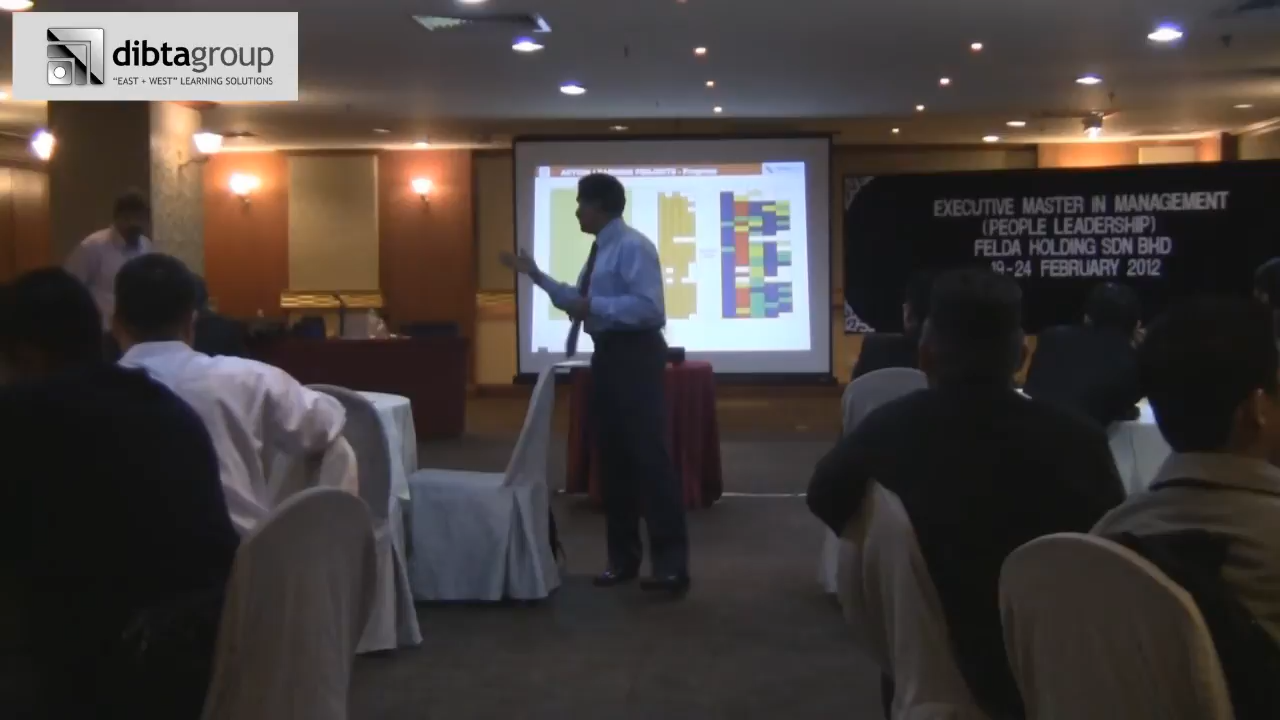 dibtagroup
"EAST + WEST" LEARNING SOLUTIONS
EXECUTIVE MASTER IN MANAGEMENT
(PEOPLE LEADERSHIP)
FELDA HOLDING SDN BHD
19-24 FEBRUARY 2012